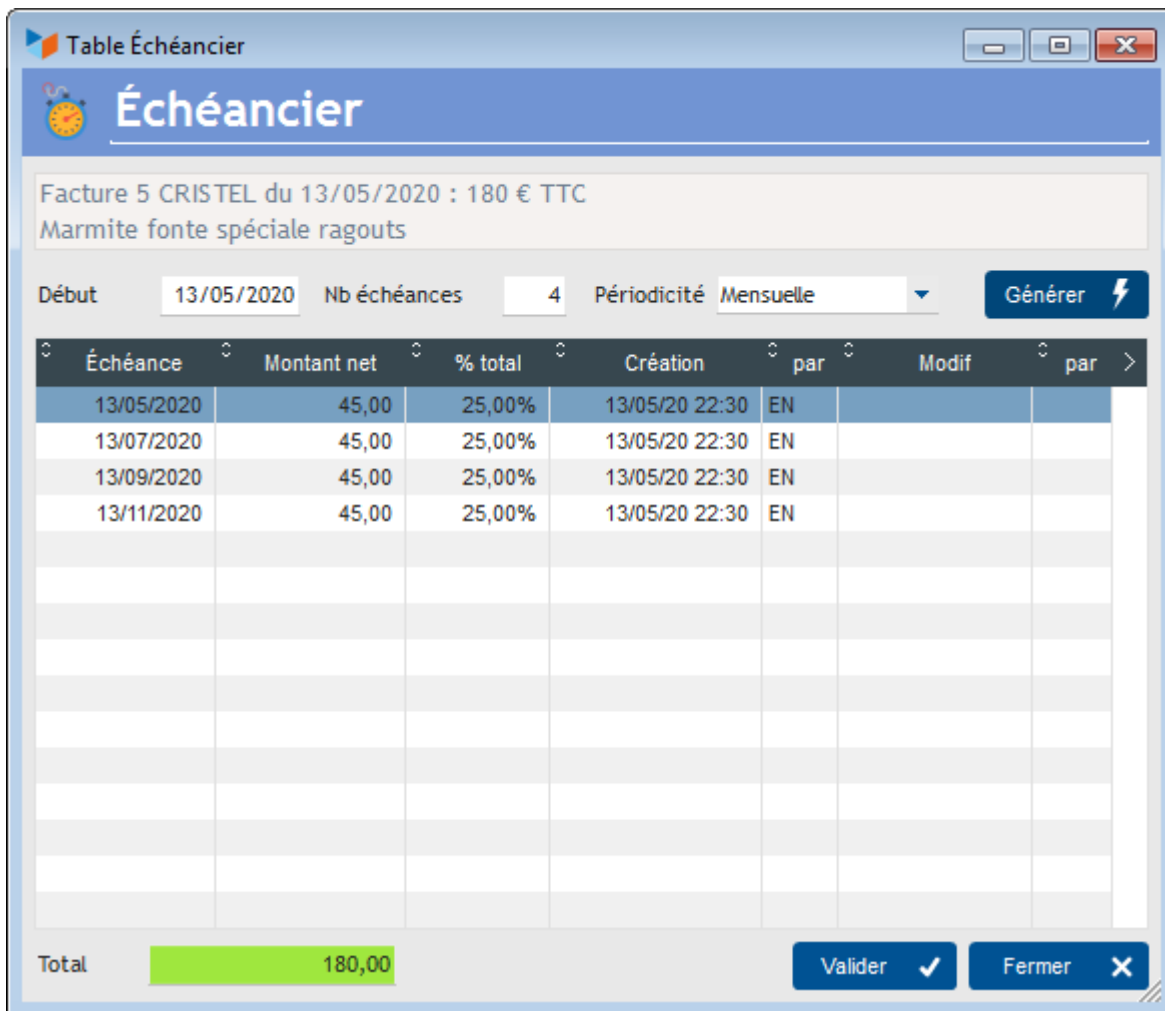 Table Échéancier
Échéancier
Facture 5 CRISTEL du 13/05/2020 : 180 € TTC
Marmite fonte spéciale ragouts
Début 13/05/2020 Nb échéances 4 Périodicité Mensuelle Générer
Échéance Montant net % total Création par Modif par
13/05/2020 45,00 25,00% 13/05/20 22:30 EN
13/07/2020 45,00 25,00% 13/05/20 22:30 EN
13/09/2020 45,00 25,00% 13/05/20 22:30 EN
13/11/2020 45,00 25,00% 13/05/20 22:30 EN
Total 180,00 Valider Fermer